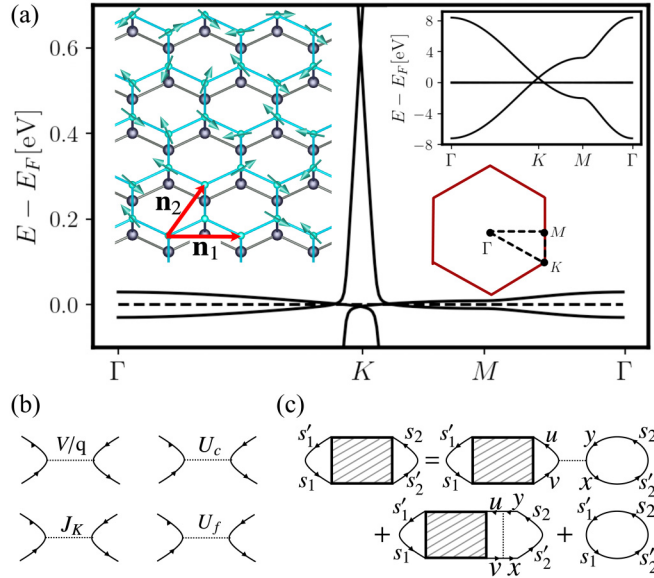 (a)
E − E_F[eV]
0.6
0.4
0.2
0.0
Γ
K
M
Γ
n₂
n₁
E − E_F[eV]
8
4
0
−4
−8
Γ
K
M
Γ
Γ
M
K
(b)
V/q
U_c
J_K
U_f
(c)
s′₁
s₂
s₁
s′₂
=
s′₁
u
y
s₂
s₁
v
x
s′₂
+
s′₁
u
y
s₂
s₁
v
x
s′₂
+
s′₁
s₂
s₁
s′₂